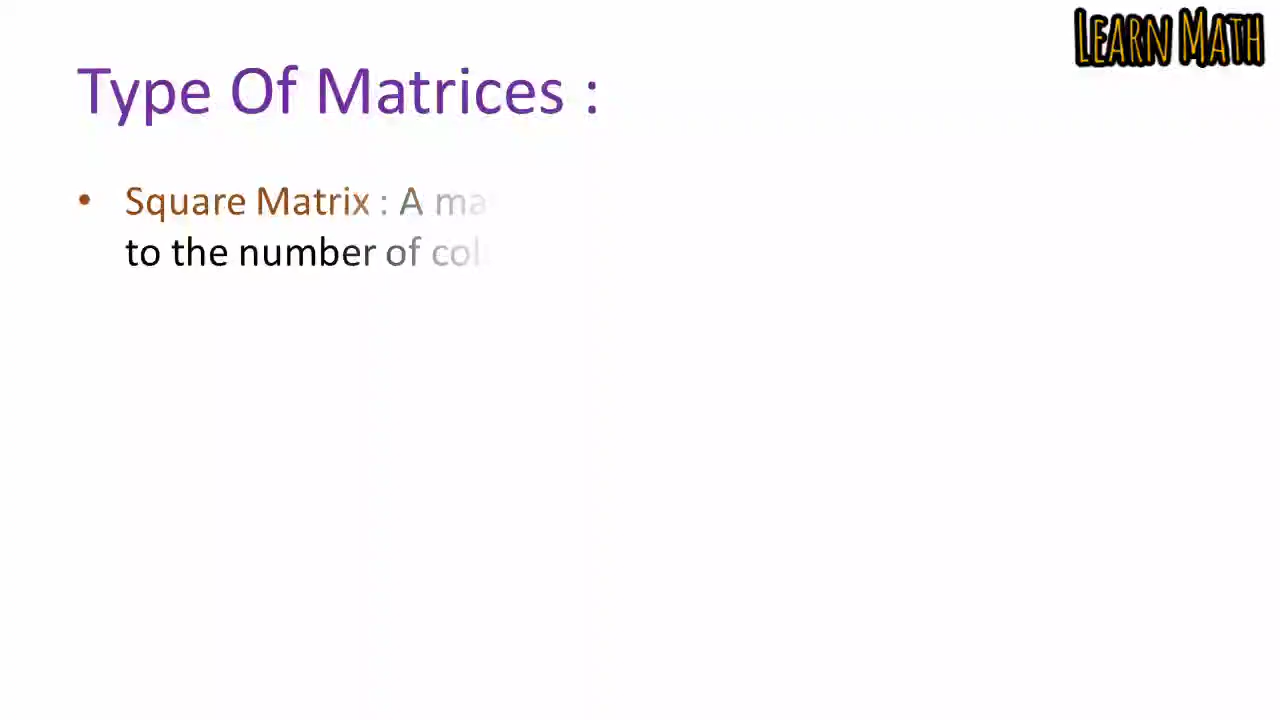 LEARN MATH
Type Of Matrices :
• Square Matrix : A
to the number of